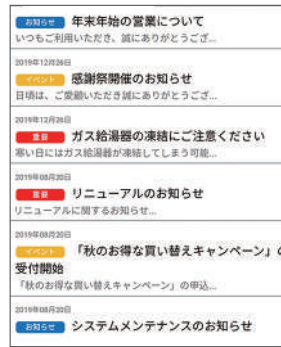 お知らせ 年末年始の営業について
いつもご利用いただき、誠にありがとうござ...
2019年12月26日
イベント 感謝祭開催のお知らせ
日頃は、ご愛顧いただき誠にありがとうござ...
2019年12月26日
重要 ガス給湯器の凍結にご注意ください
寒い日にはガス給湯器が凍結してしまう可能...
2019年08月20日
重要 リニューアルのお知らせ
リニューアルに関するお知らせ...
2019年08月20日
イベント 「秋のお得な買い替えキャンペーン」の
受付開始
「秋のお得な買い替えキャンペーン」の申込...
2019年08月20日
お知らせ システムメンテナンスのお知らせ